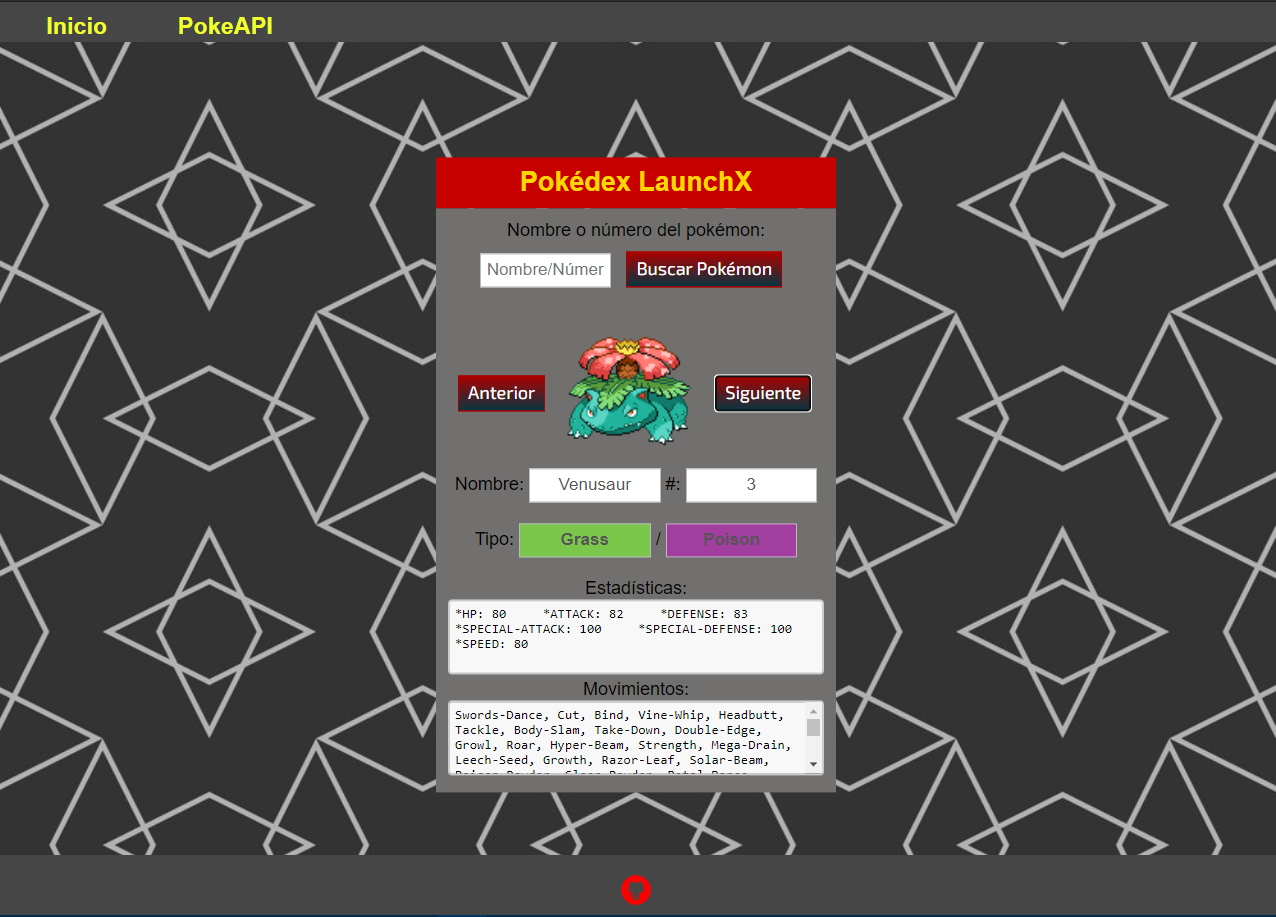 Inicio PokeAPI
Pokédex LaunchX
Nombre o número del pokémon:
Nombre/Númer Buscar Pokémon
Anterior Siguiente
Nombre: Venusaur #: 3
Tipo: Grass / Poison
Estadísticas:
*HP: 80 *ATTACK: 82 *DEFENSE: 83
*SPECIAL-ATTACK: 100 *SPECIAL-DEFENSE: 100
*SPEED: 80
Movimientos:
Swords-Dance, Cut, Bind, Vine-Whip, Headbutt,
Tackle, Body-Slam, Take-Down, Double-Edge,
Growl, Roar, Hyper-Beam, Strength, Mega-Drain,
Leech-Seed, Growth, Razor-Leaf, Solar-Beam,